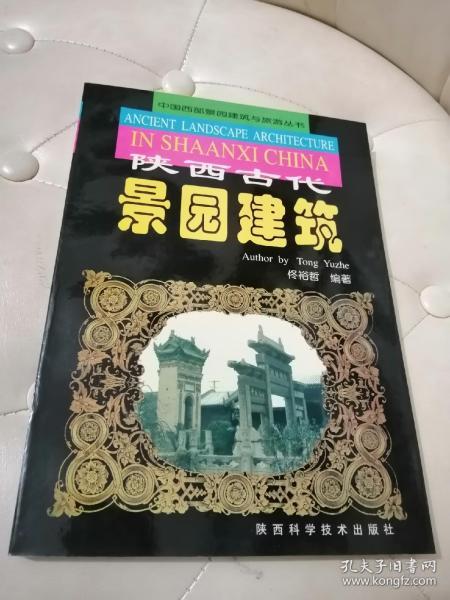 中国西部景园建筑与旅游丛书
ANCIENT LANDSCAPE ARCHITECTURE
IN SHAANXI CHINA
陕西古代
景园建筑
Author by Tong Yuzhe
佟裕哲 编著
陕西科学技术出版社
孔夫子旧书网
www.kongfz.com